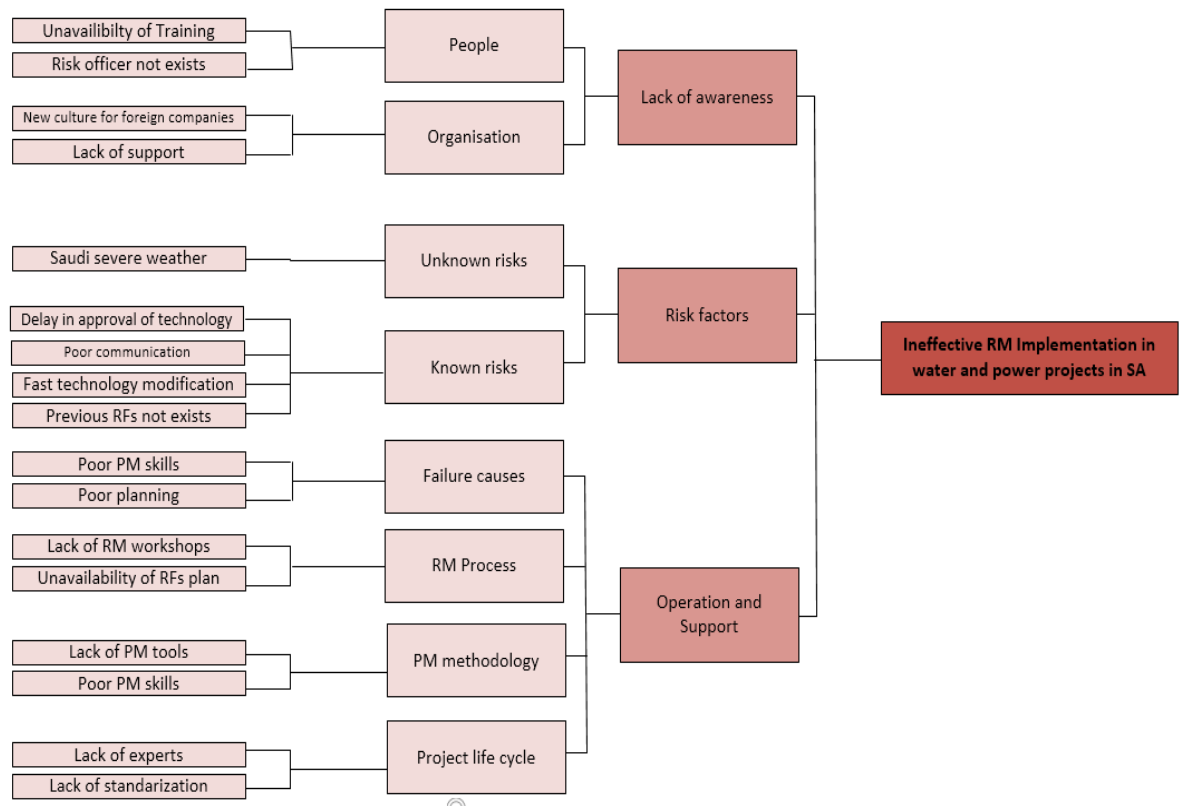 Unavailibilty of Training
Risk officer not exists
People
New culture for foreign companies
Lack of support
Organisation
Lack of awareness
Saudi severe weather
Unknown risks
Delay in approval of technology
Poor communication
Fast technology modification
Previous RFs not exists
Known risks
Risk factors
Poor PM skills
Poor planning
Failure causes
Lack of RM workshops
Unavailability of RFs plan
RM Process
Lack of PM tools
Poor PM skills
PM methodology
Lack of experts
Lack of standarization
Project life cycle
Operation and
Support
Ineffective RM Implementation in
water and power projects in SA